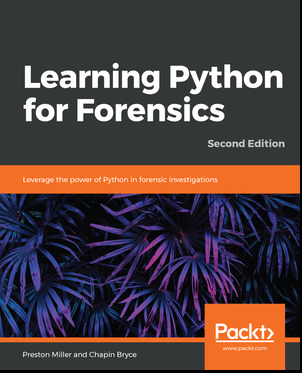 Learning Python
for Forensics
Second Edition
Leverage the power of Python in forensic investigations
Packt>
www.packt.com
Preston Miller and Chapin Bryce